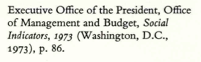 Executive Office of the President, Office
of Management and Budget, Social
Indicators, 1973 (Washington, D.C.,
1973), p. 86.